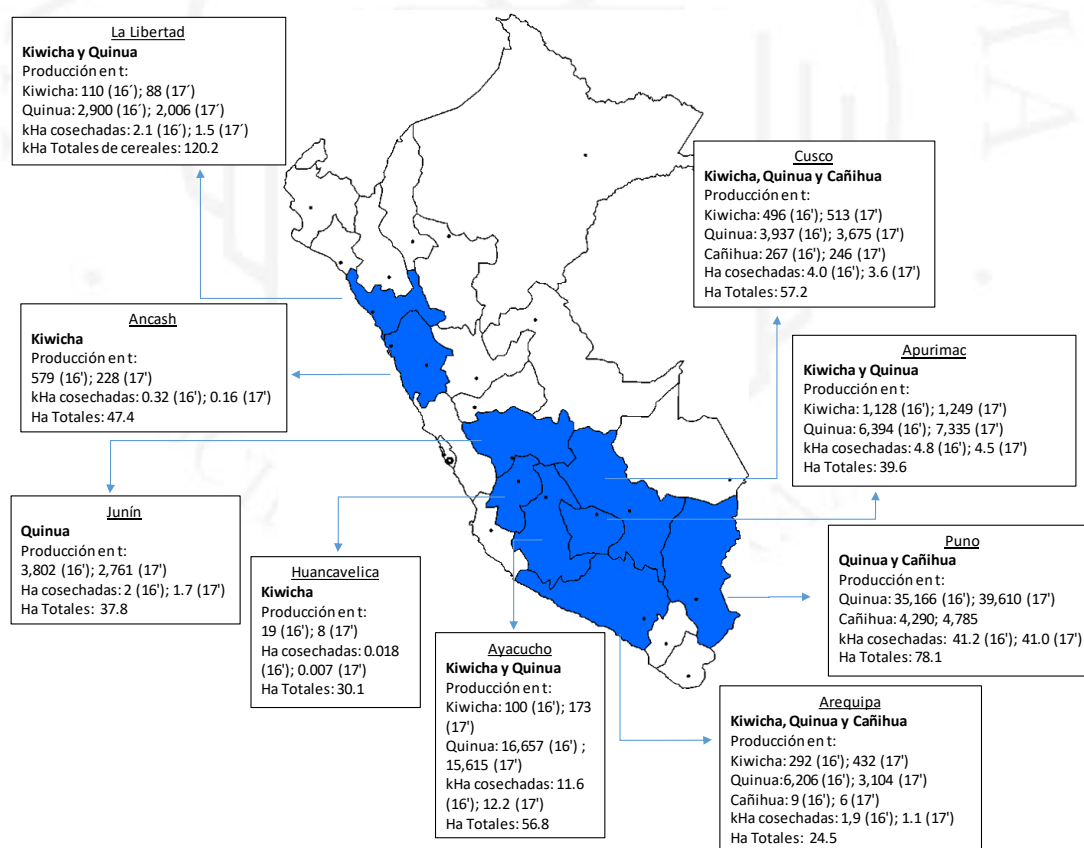 La Libertad
Kiwicha y Quinua
Producción en t:
Kiwicha: 110 (16´); 88 (17´)
Quinua: 2,900 (16´); 2,006 (17´)
kHa cosechadas: 2.1 (16´); 1.5 (17´)
kHa Totales de cereales: 120.2
Cusco
Kiwicha, Quinua y Cañihua
Producción en t:
Kiwicha: 496 (16'); 513 (17')
Quinua: 3,937 (16'); 3,675 (17')
Cañihua: 267 (16'); 246 (17')
Ha cosechadas: 4.0 (16'); 3.6 (17')
Ha Totales: 57.2
Ancash
Kiwicha
Producción en t:
579 (16'); 228 (17')
kHa cosechadas: 0.32 (16'); 0.16 (17')
Ha Totales: 47.4
Apurimac
Kiwicha y Quinua
Producción en t:
Kiwicha: 1,128 (16'); 1,249 (17')
Quinua: 6,394 (16'); 7,335 (17')
kHa cosechadas: 4.8 (16'); 4.5 (17')
Ha Totales: 39.6
Junín
Quinua
Producción en t:
3,802 (16'); 2,761 (17')
Ha cosechadas: 2 (16'); 1.7 (17')
Ha Totales: 37.8
Huancavelica
Kiwicha
Producción en t:
19 (16'); 8 (17')
Ha cosechadas: 0.018
(16'); 0.007 (17')
Ha Totales: 30.1
Ayacucho
Kiwicha y Quinua
Producción en t:
Kiwicha: 100 (16'); 173
(17')
Quinua: 16,657 (16') ;
15,615 (17')
kHa cosechadas: 11.6
(16'); 12.2 (17')
Ha Totales: 56.8
Puno
Quinua y Cañihua
Producción en t:
Quinua: 35,166 (16'); 39,610 (17')
Cañihua: 4,290; 4,785
kHa cosechadas: 41.2 (16'); 41.0 (17')
Ha Totales: 78.1
Arequipa
Kiwicha, Quinua y Cañihua
Producción en t:
Kiwicha: 292 (16'); 432 (17')
Quinua:6,206 (16'); 3,104 (17')
Cañihua: 9 (16'); 6 (17')
kHa cosechadas: 1,9 (16'); 1.1 (17')
Ha Totales: 24.5